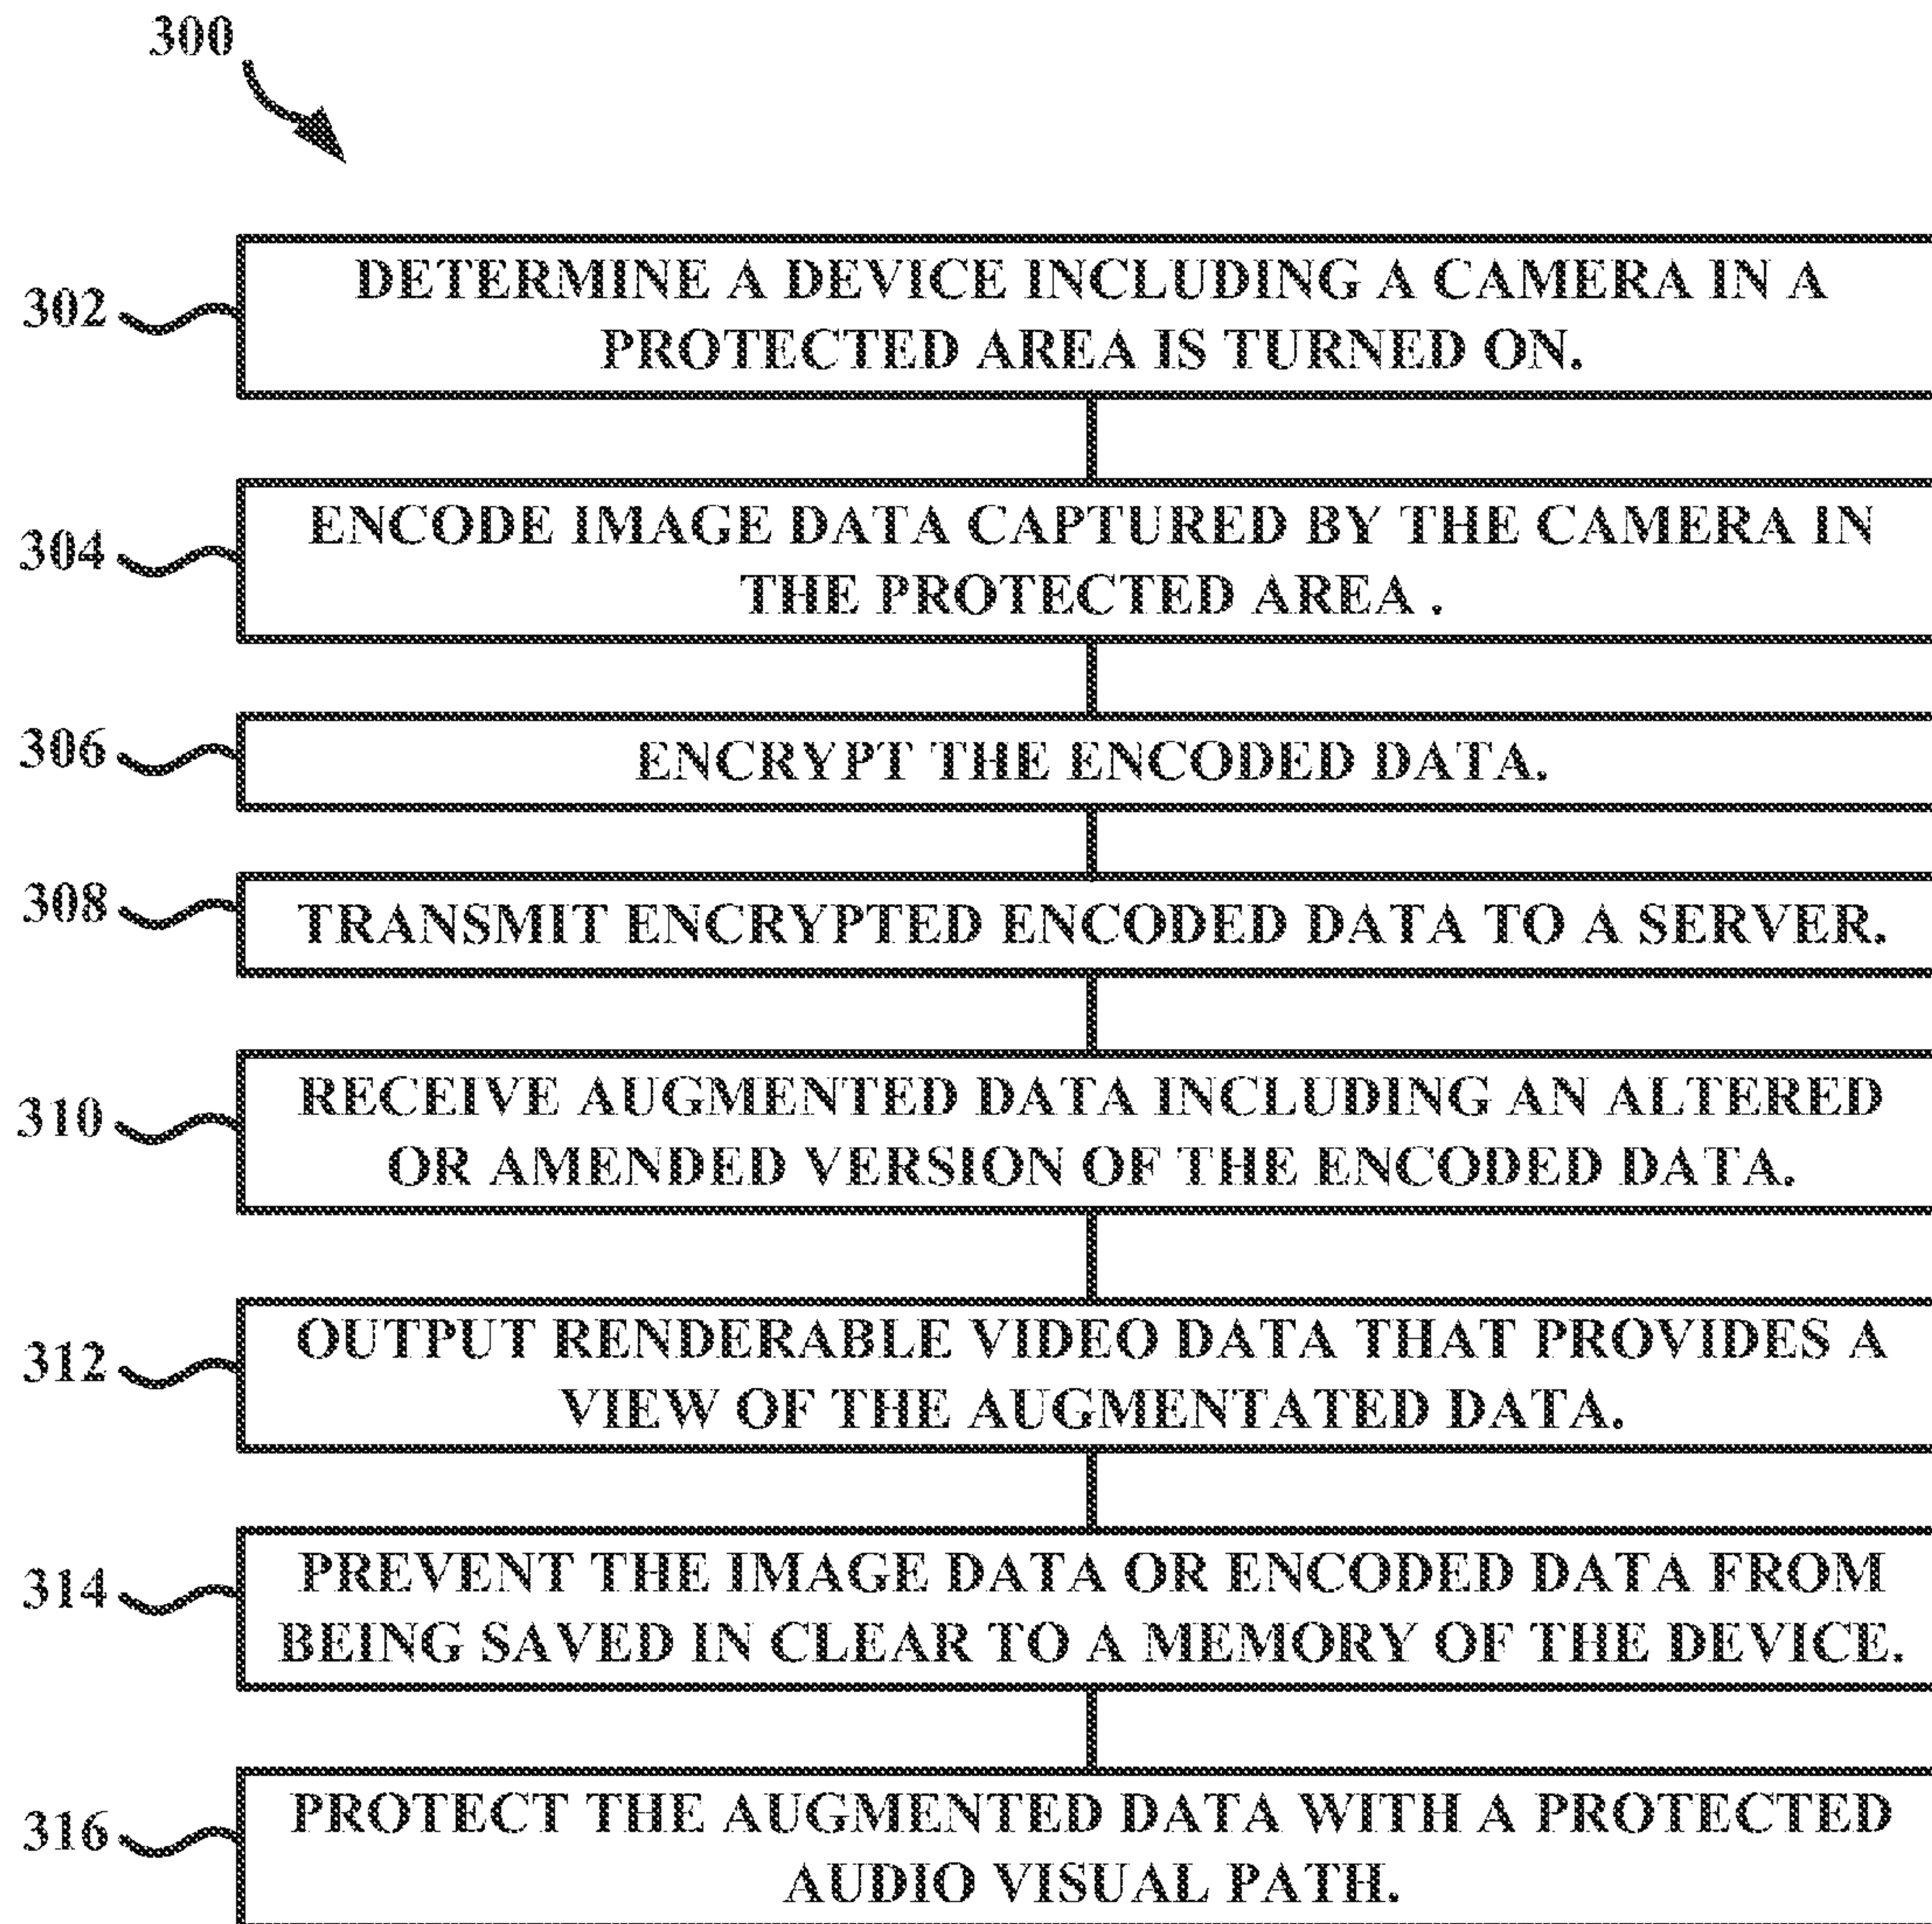 300
302
DETERMINE A DEVICE INCLUDING A CAMERA IN A
PROTECTED AREA IS TURNED ON.
304
ENCODE IMAGE DATA CAPTURED BY THE CAMERA IN
THE PROTECTED AREA .
306
ENCRYPT THE ENCODED DATA.
308
TRANSMIT ENCRYPTED ENCODED DATA TO A SERVER.
310
RECEIVE AUGMENTED DATA INCLUDING AN ALTERED
OR AMENDED VERSION OF THE ENCODED DATA.
312
OUTPUT RENDERABLE VIDEO DATA THAT PROVIDES A
VIEW OF THE AUGMENTATED DATA.
314
PREVENT THE IMAGE DATA OR ENCODED DATA FROM
BEING SAVED IN CLEAR TO A MEMORY OF THE DEVICE.
316
PROTECT THE AUGMENTED DATA WITH A PROTECTED
AUDIO VISUAL PATH.